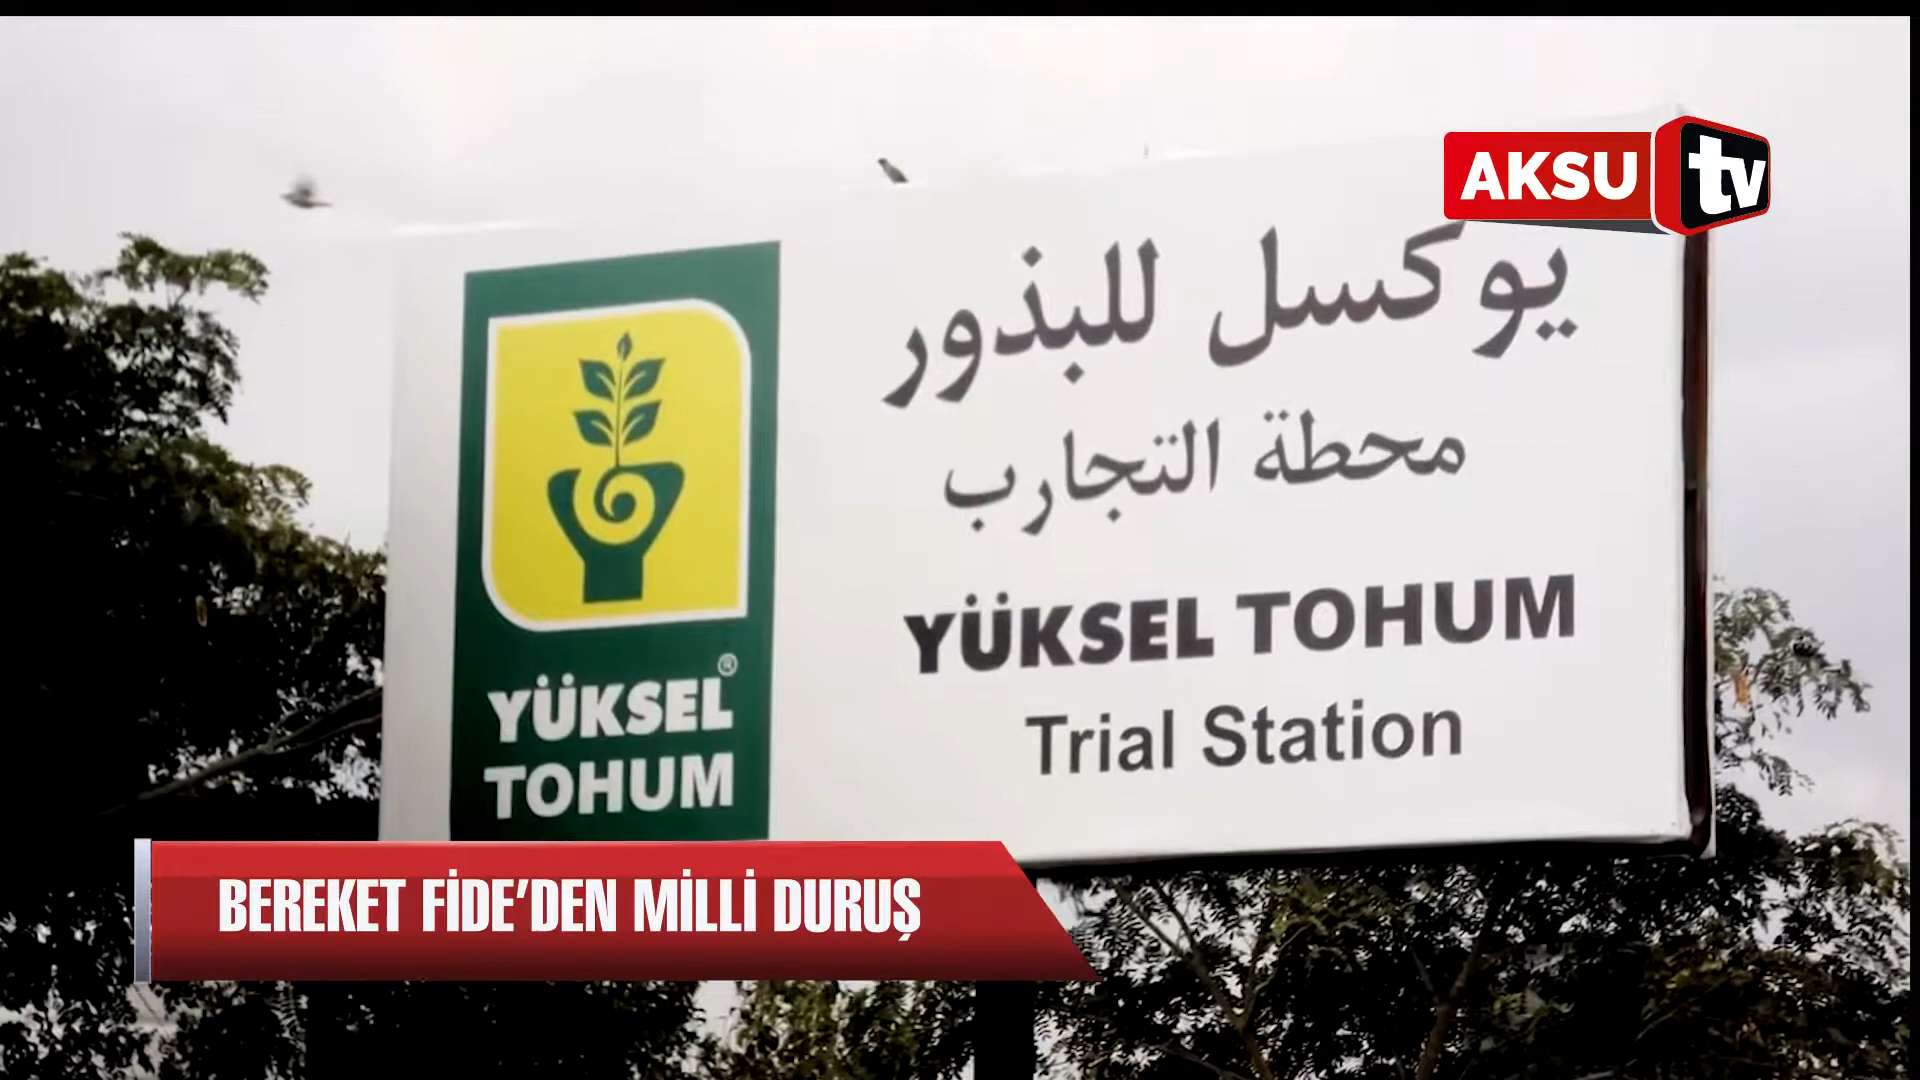 AKSU tv
يوكسل للبذور
محطة التجارب
YÜKSEL TOHUM
Trial Station
YÜKSEL®
TOHUM
BEREKET FİDE’DEN MİLLİ DURUŞ